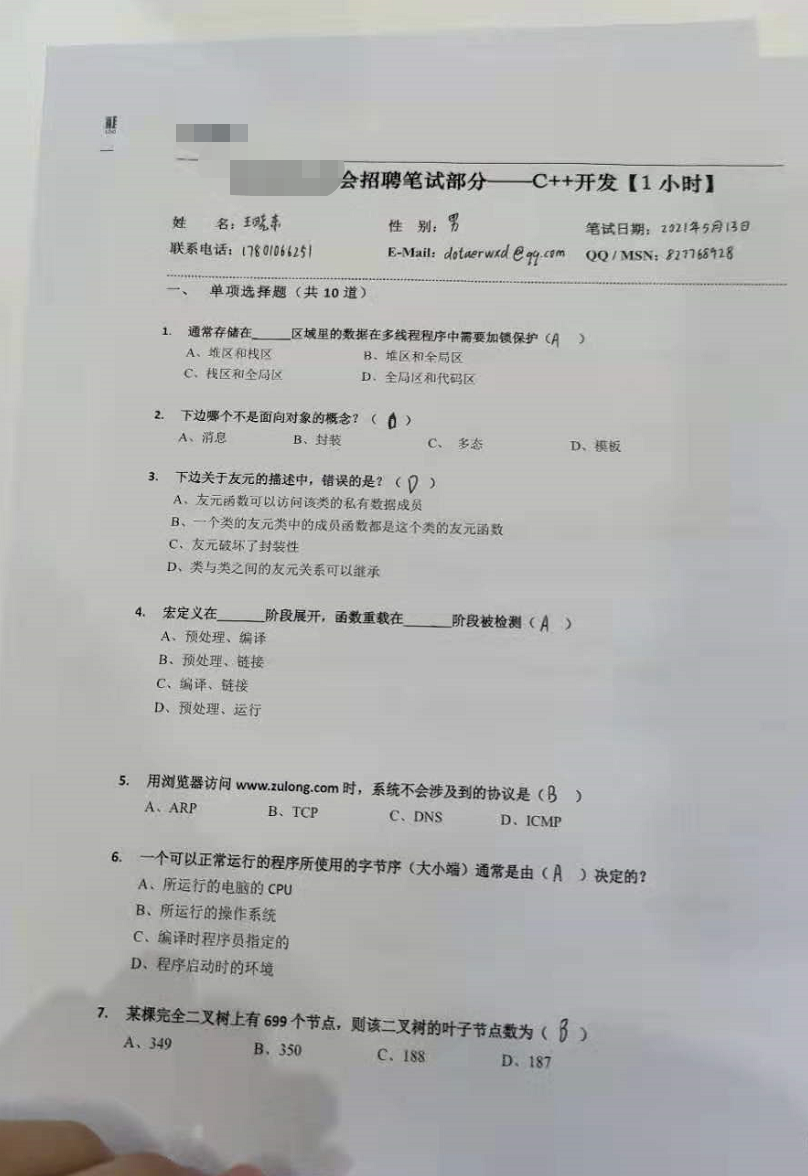 会招聘笔试部分——C++开发【1小时】
姓 名：王晓东 性 别：男 笔试日期：2021年5月13日
联系电话：17801066251 E-Mail：dotaerwxd@qq.com QQ / MSN：827768928
一、 单项选择题（共 10 道）
1. 通常存储在______区域里的数据在多线程程序中需要加锁保护（A ）
A、堆区和栈区 B、堆区和全局区
C、栈区和全局区 D、全局区和代码区
2. 下边哪个不是面向对象的概念？（ ）
A、消息 B、封装 C、 多态 D、模板
3. 下边关于友元的描述中，错误的是？（ D ）
A、友元函数可以访问该类的私有数据成员
B、一个类的友元类中的成员函数都是这个类的友元函数
C、友元破坏了封装性
D、类与类之间的友元关系可以继承
4. 宏定义在______阶段展开，函数重载在______阶段被检测（ A ）
A、预处理、编译
B、预处理、链接
C、编译、链接
D、预处理、运行
5. 用浏览器访问 www.zulong.com 时，系统不会涉及到的协议是（ B ）
A、ARP B、TCP C、DNS D、ICMP
6. 一个可以正常运行的程序所使用的字节序（大小端）通常是由（ A ）决定的？
A、所运行的电脑的 CPU
B、所运行的操作系统
C、编译时程序员指定的
D、程序启动时的环境
7. 某棵完全二叉树上有 699 个节点，则该二叉树的叶子节点数为（ B ）
A、349 B、350 C、188 D、187